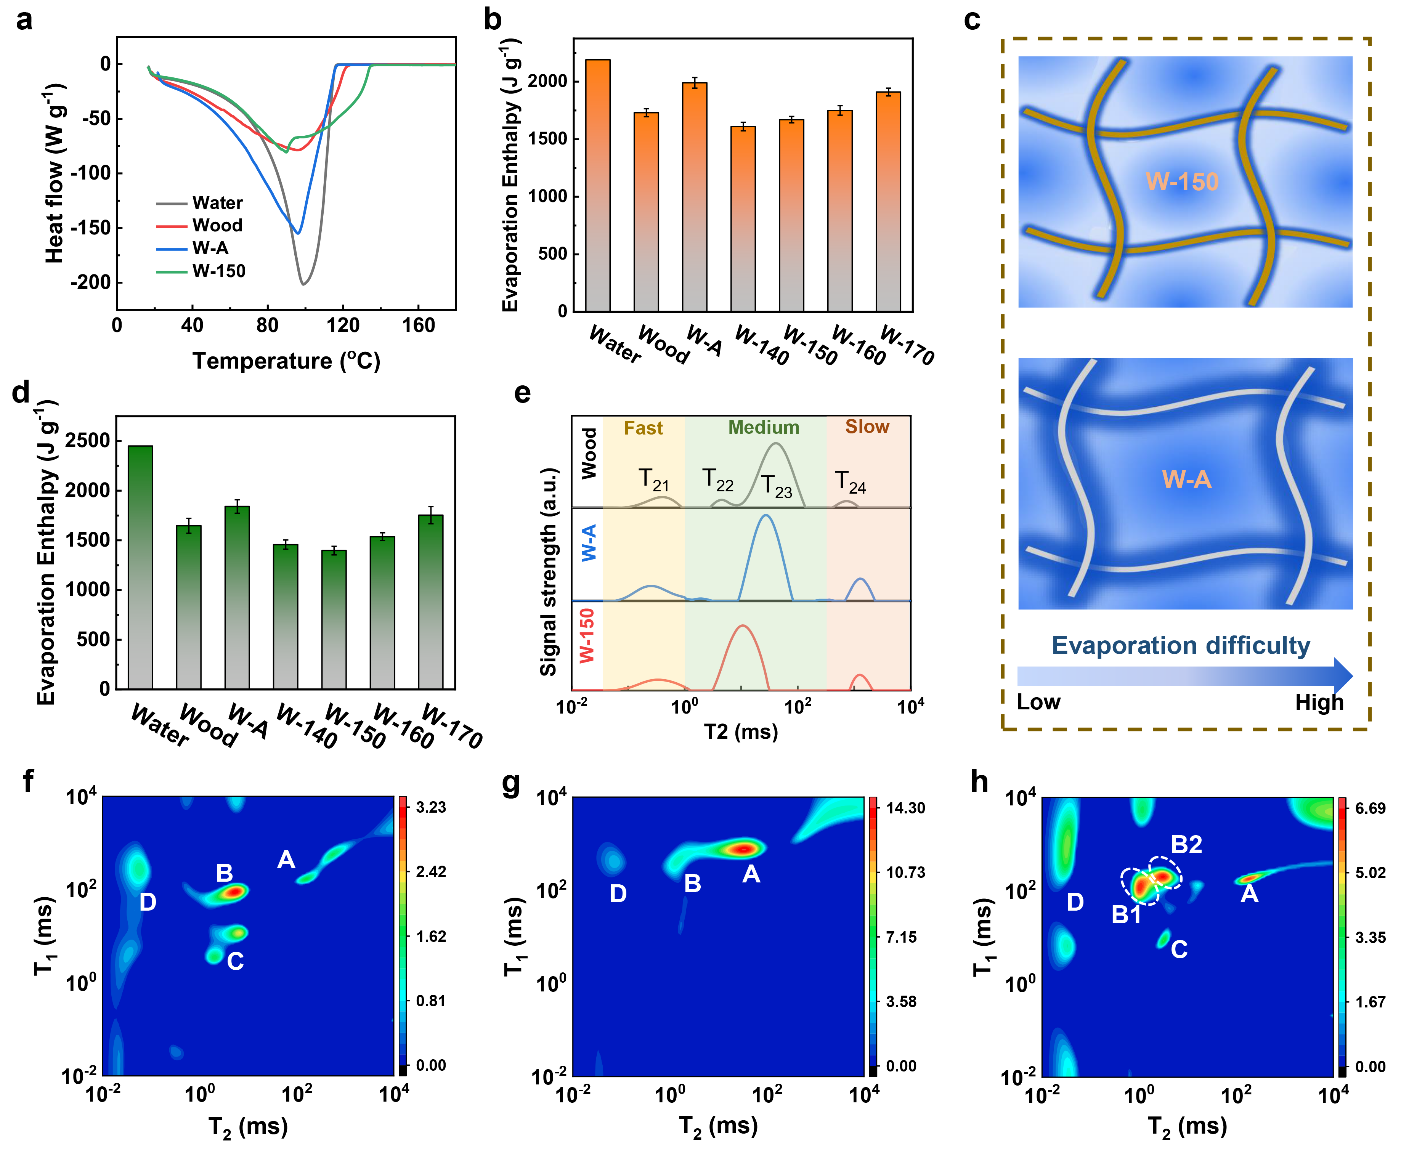 a
Heat flow (W g-1)
0
-50
-100
-150
-200
Water
Wood
W-A
W-150
0
40
80
120
160
Temperature (oC)
b
Evaporation Enthalpy (J g-1)
2000
1500
1000
500
0
Water
Wood
W-A
W-140
W-150
W-160
W-170
c
W-150
W-A
Evaporation difficulty
Low
High
d
Evaporation Enthalpy (J g-1)
2500
2000
1500
1000
500
0
Water
Wood
W-A
W-140
W-150
W-160
W-170
e
Signal strength (a.u.)
Wood
W-A
W-150
Fast
Medium
Slow
T21
T22
T23
T24
10-2
100
102
104
T2 (ms)
f
T1 (ms)
104
102
100
10-2
A
B
C
D
10-2
100
102
104
T2 (ms)
3.23
2.42
1.62
0.81
0.00
g
104
102
100
10-2
T1 (ms)
D
B
A
10-2
100
102
104
T2 (ms)
14.30
10.73
7.15
3.58
0.00
h
104
102
100
10-2
T1 (ms)
B2
B1
A
C
D
10-2
100
102
104
T2 (ms)
6.69
5.02
3.35
1.67
0.00